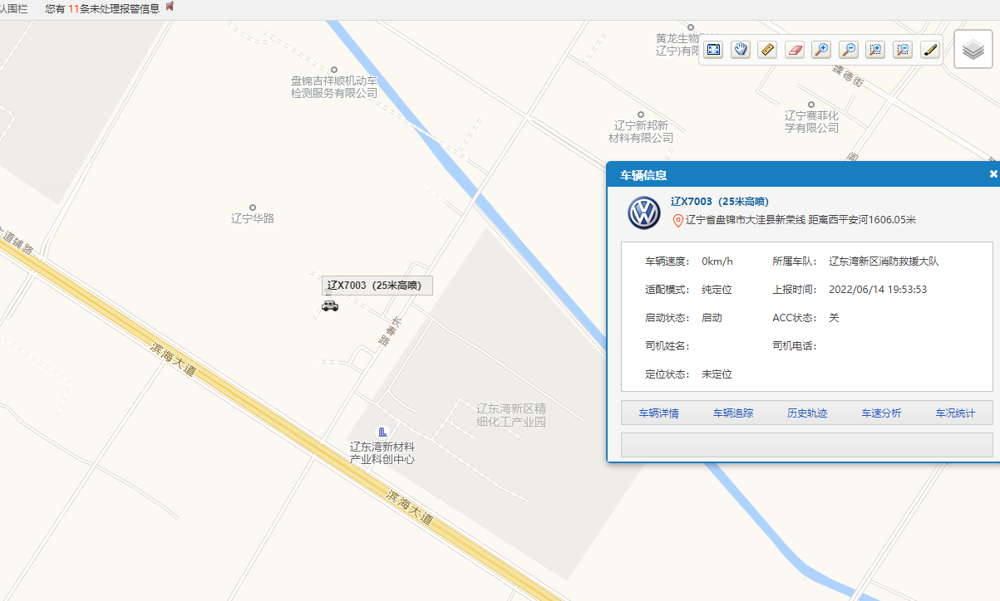 认围栏 您有 11条未处理报警信息
黄龙生物
辽宁)有限
臻德街
盘锦吉祥顺机动车
检测服务有限公司
辽宁新邦新
材料有限公司
辽宁赛菲化
学有限公司
辽宁华路
大道辅路
辽X7003（25米高喷）
长春路
滨海大道
辽东湾新区精
细化工产业园
辽东湾新材料
产业科创中心
滨海大道
车辆信息
辽X7003（25米高喷）
辽宁省盘锦市大洼县新荣线 距离西平安河1606.05米
车辆速度： 0km/h 所属车队： 辽东湾新区消防救援大队
适配模式： 纯定位 上报时间： 2022/06/14 19:53:53
启动状态： 启动 ACC状态： 关
司机姓名： 司机电话：
定位状态： 未定位
车辆详情 车辆追踪 历史轨迹 车速分析 车况统计